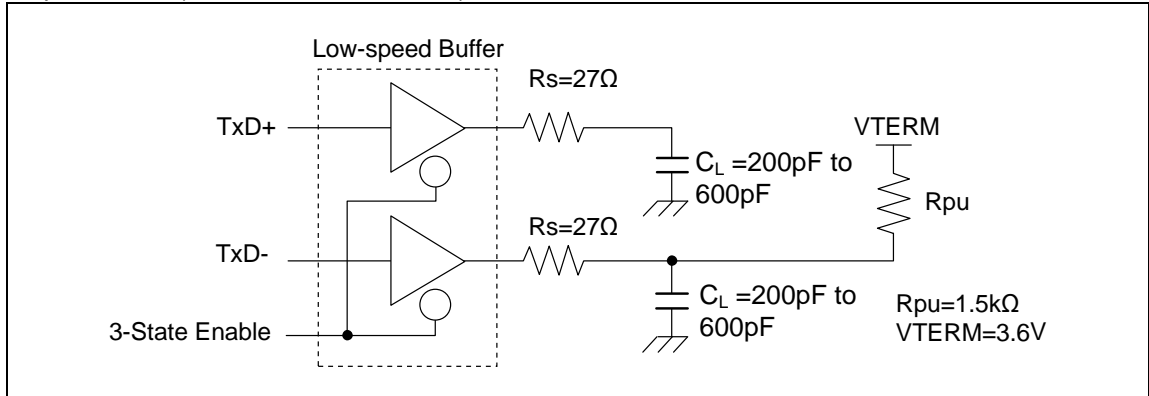 Low-speed Buffer
Rs=27Ω
TxD+
VTERM
C_L =200pF to
600pF
Rpu
Rs=27Ω
TxD-
C_L =200pF to
600pF
Rpu=1.5kΩ
VTERM=3.6V
3-State Enable